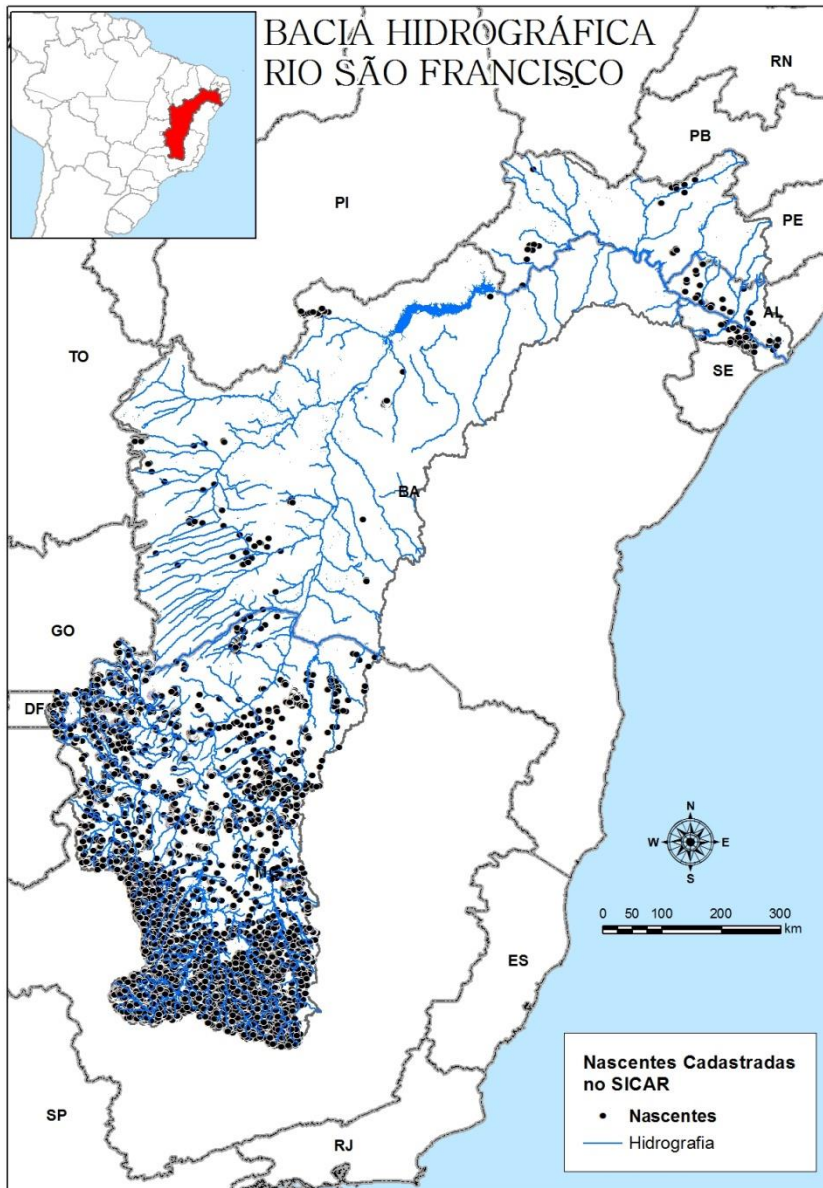 BACIA HIDROGRÁFICA
RIO SÃO FRANCISCO
RN
PB
PI
PE
AL
TO
SE
BA
GO
DF
N
W
E
S
0 50 100 200 300
km
ES
Nascentes Cadastradas
no SICAR
Nascentes
Hidrografia
SP
RJ